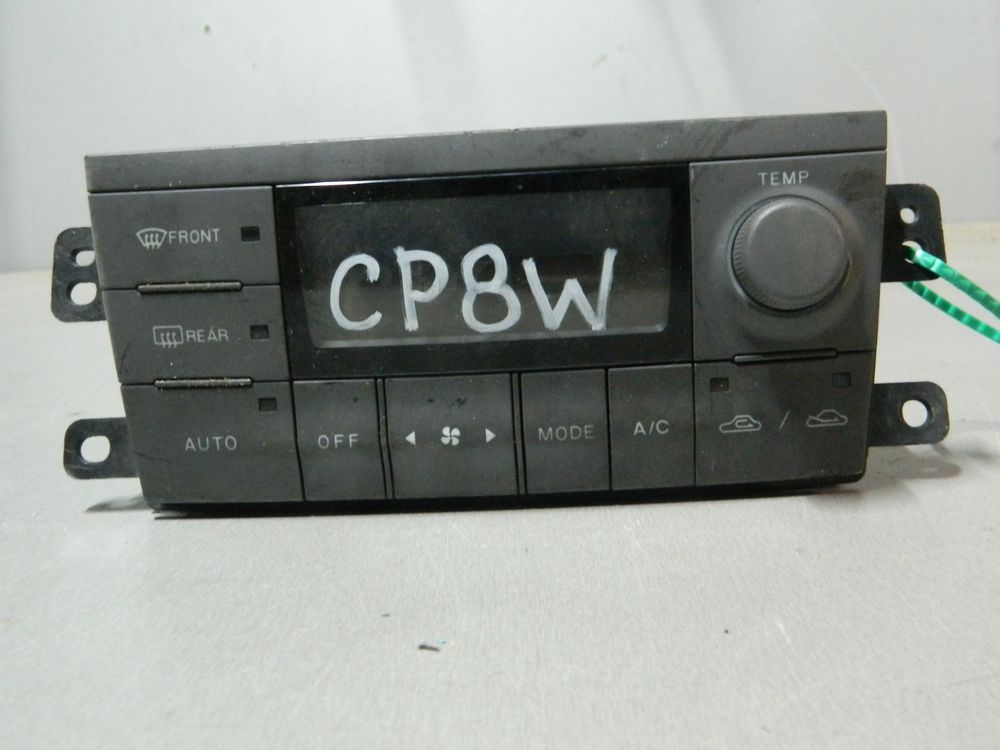 TEMP
FRONT
CP8W
REAR
AUTO
OFF
MODE
A/C
/